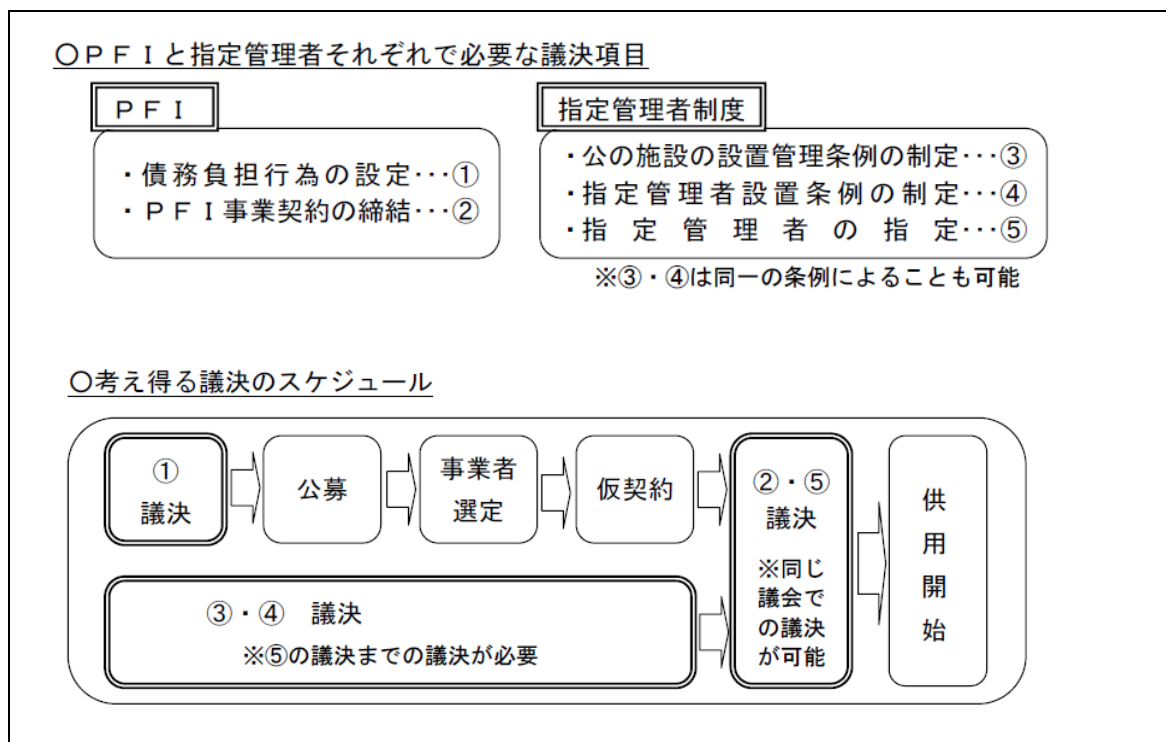 〇ＰＦＩと指定管理者それぞれで必要な議決項目
ＰＦＩ
・債務負担行為の設定･･･①
・ＰＦＩ事業契約の締結･･･②
指定管理者制度
・公の施設の設置管理条例の制定･･･③
・指定管理者設置条例の制定･･･④
・指定管理者の指定･･･⑤
※③・④は同一の条例によることも可能
〇考え得る議決のスケジュール
①
議決
公募
事業者
選定
仮契約
②・⑤
議決
※同じ
議会で
の議決
が可能
供用開始
③・④　議決
※⑤の議決までの議決が必要